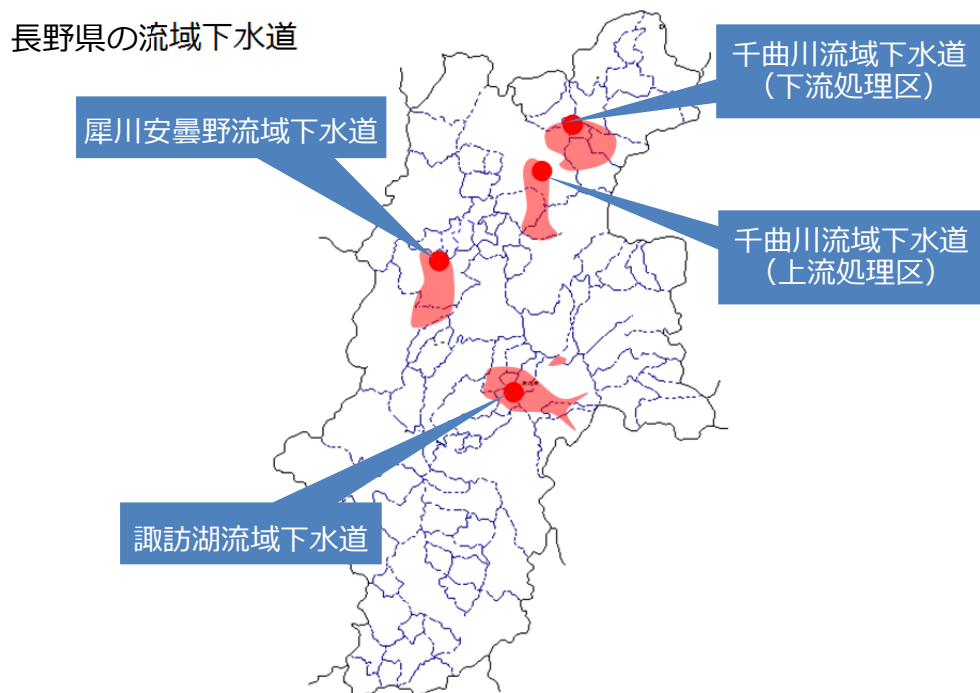 長野県の流域下水道
千曲川流域下水道
（下流処理区）
犀川安曇野流域下水道
千曲川流域下水道
（上流処理区）
諏訪湖流域下水道